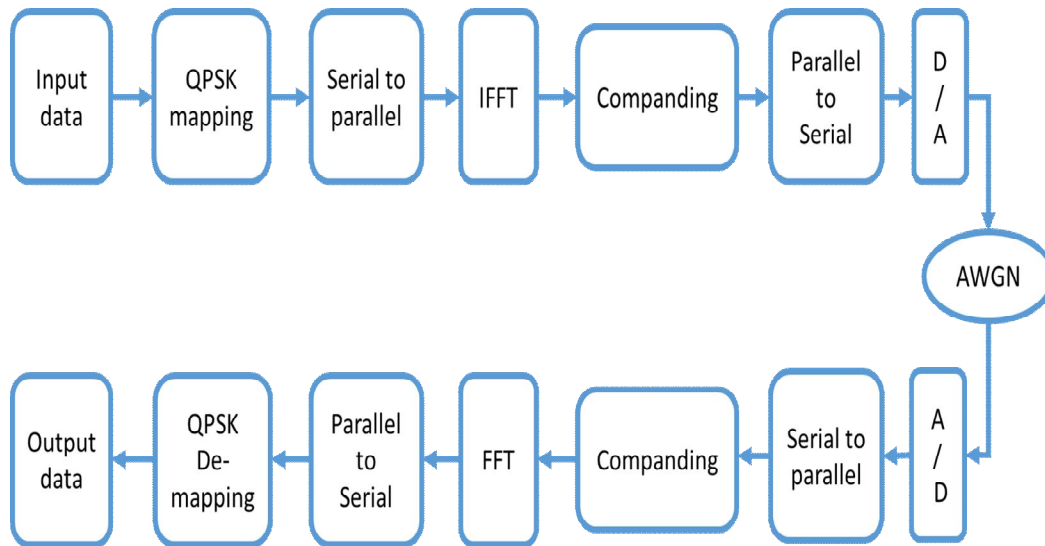 Input
data
QPSK
mapping
Serial to
parallel
IFFT
Companding
Parallel
to
Serial
D
/
A
AWGN
A
/
D
Serial to
parallel
Companding
FFT
Parallel
to
Serial
QPSK
De-
mapping
Output
data